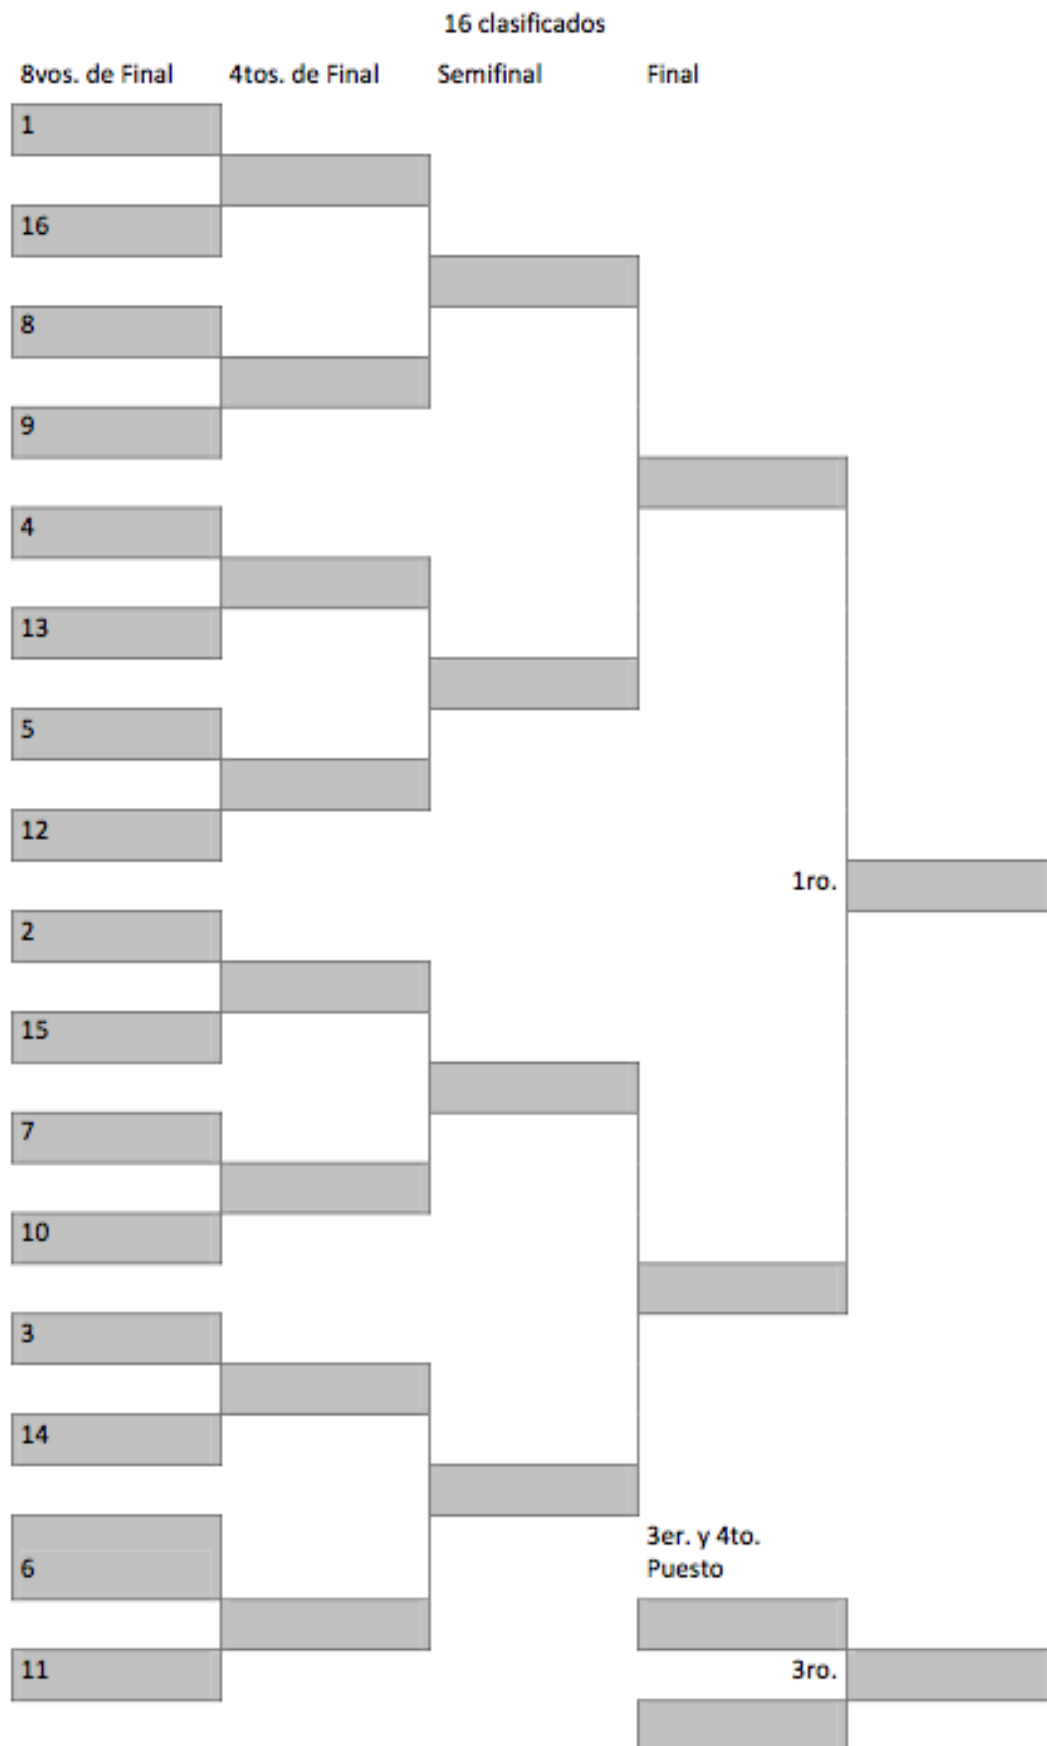 16 clasificados
8vos. de Final
4tos. de Final
Semifinal
Final
1
16
8
9
4
13
5
12
1ro.
2
15
7
10
3
14
3er. y 4to.
Puesto
6
11
3ro.